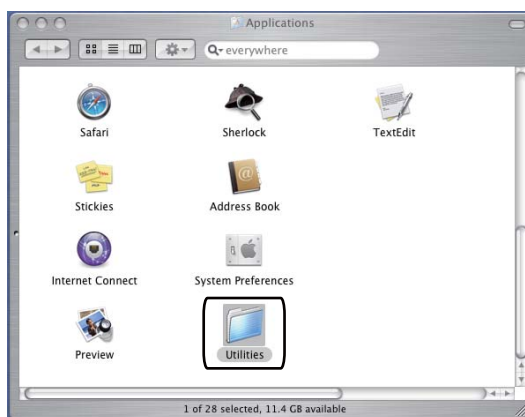 Applications
everywhere
Safari
Sherlock
TextEdit
Stickies
Address Book
Internet Connect
System Preferences
Preview
Utilities
1 of 28 selected, 11.4 GB available